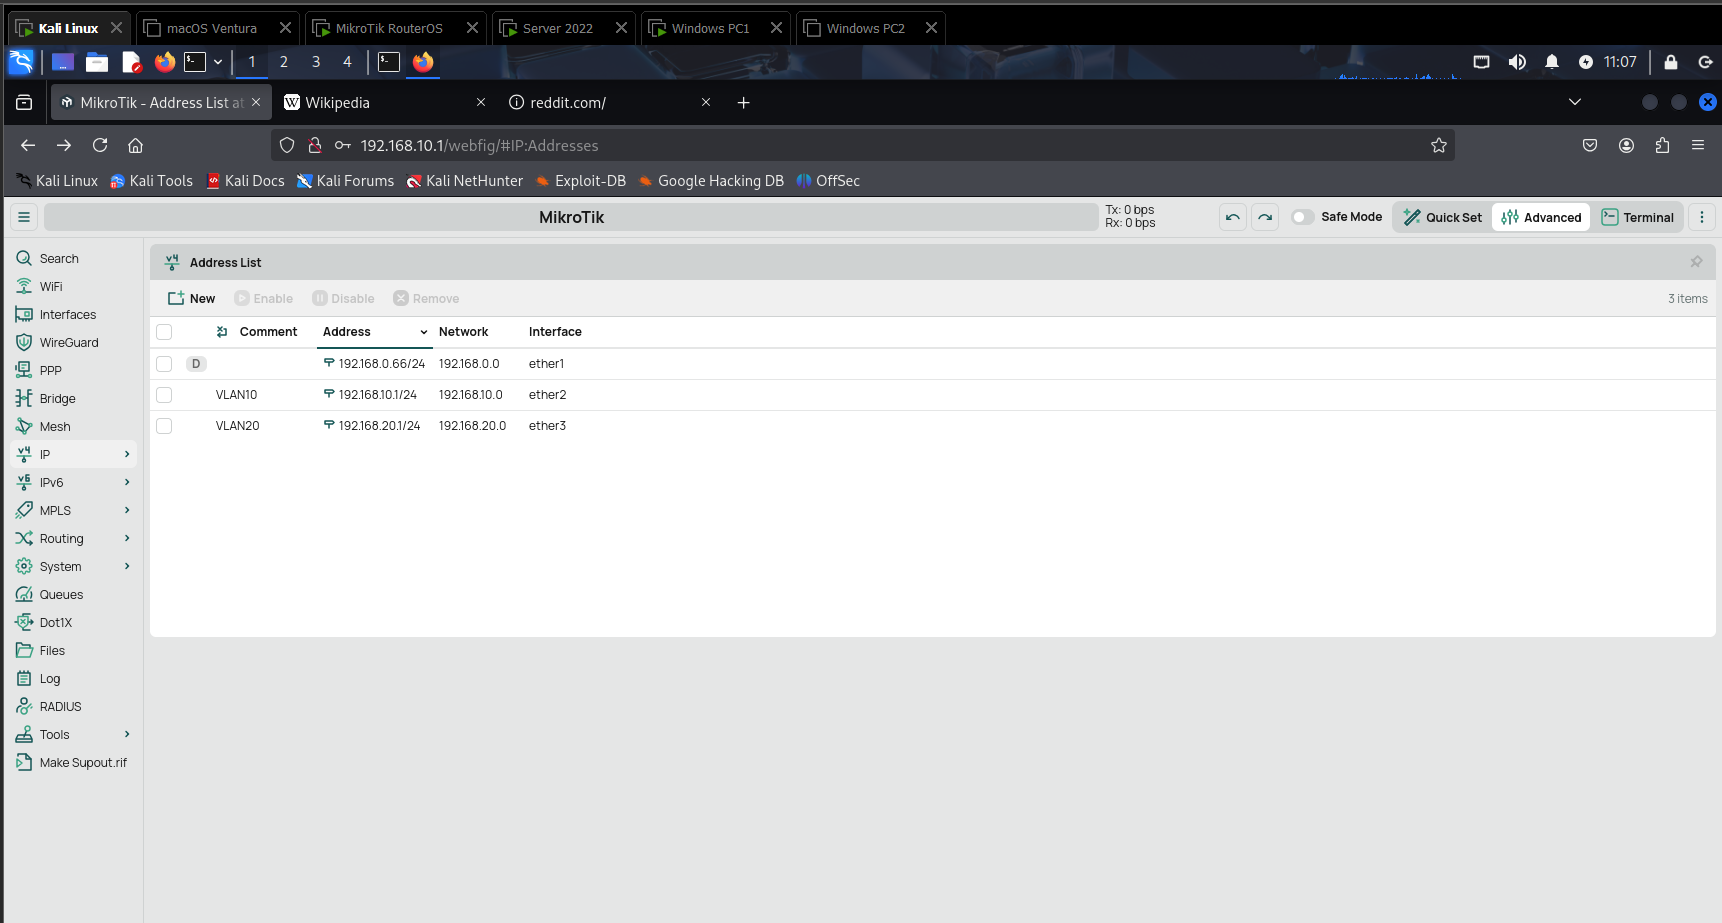 Kali Linux macOS Ventura MikroTik RouterOS Server 2022 Windows PC1 Windows PC2
1 2 3 4 11:07
MikroTik - Address List at Wikipedia reddit.com/
192.168.10.1/webfig/#IP:Addresses
Kali Linux Kali Tools Kali Docs Kali Forums Kali NetHunter Exploit-DB Google Hacking DB OffSec
MikroTik
Tx: 0 bps
Rx: 0 bps
Safe Mode Quick Set Advanced Terminal
Search
WiFi
Interfaces
WireGuard
PPP
Bridge
Mesh
IP
IPv6
MPLS
Routing
System
Queues
Dot1X
Files
Log
RADIUS
Tools
Make Supout.rif
Address List
New Enable Disable Remove 3 items
Comment Address Network Interface
D 192.168.0.66/24 192.168.0.0 ether1
VLAN10 192.168.10.1/24 192.168.10.0 ether2
VLAN20 192.168.20.1/24 192.168.20.0 ether3